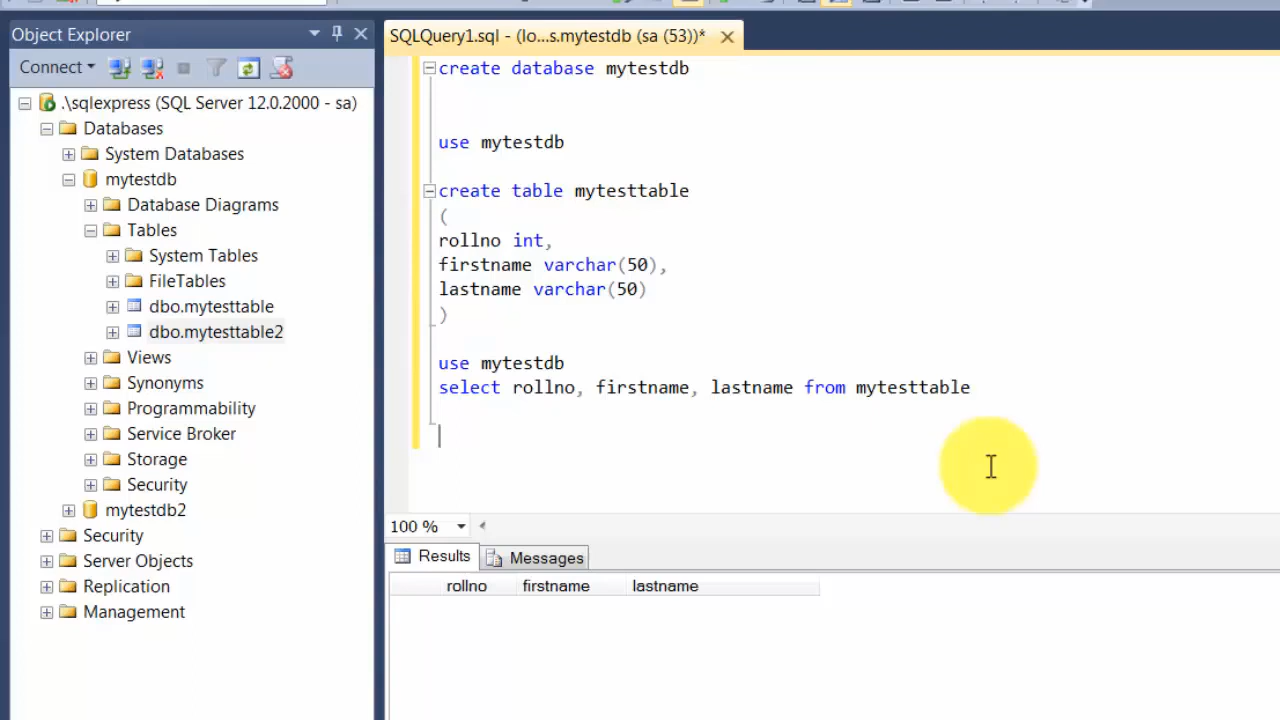 Object Explorer
Connect
.\sqlexpress (SQL Server 12.0.2000 - sa)
Databases
System Databases
mytestdb
Database Diagrams
Tables
System Tables
FileTables
dbo.mytesttable
dbo.mytesttable2
Views
Synonyms
Programmability
Service Broker
Storage
Security
mytestdb2
Security
Server Objects
Replication
Management
SQLQuery1.sql - (lo...s.mytestdb (sa (53))*
create database mytestdb
use mytestdb
create table mytesttable
(
rollno int,
firstname varchar(50),
lastname varchar(50)
)
use mytestdb
select rollno, firstname, lastname from mytesttable
100 %
Results
Messages
rollno firstname lastname